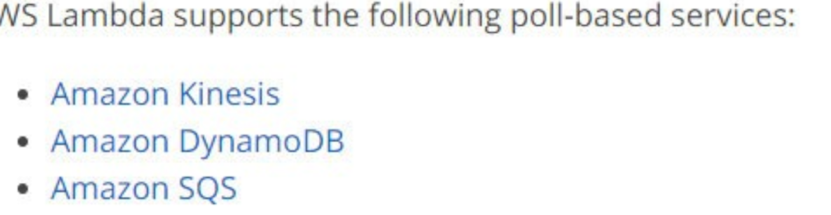 WS Lambda supports the following poll-based services:
• Amazon Kinesis
• Amazon DynamoDB
• Amazon SQS